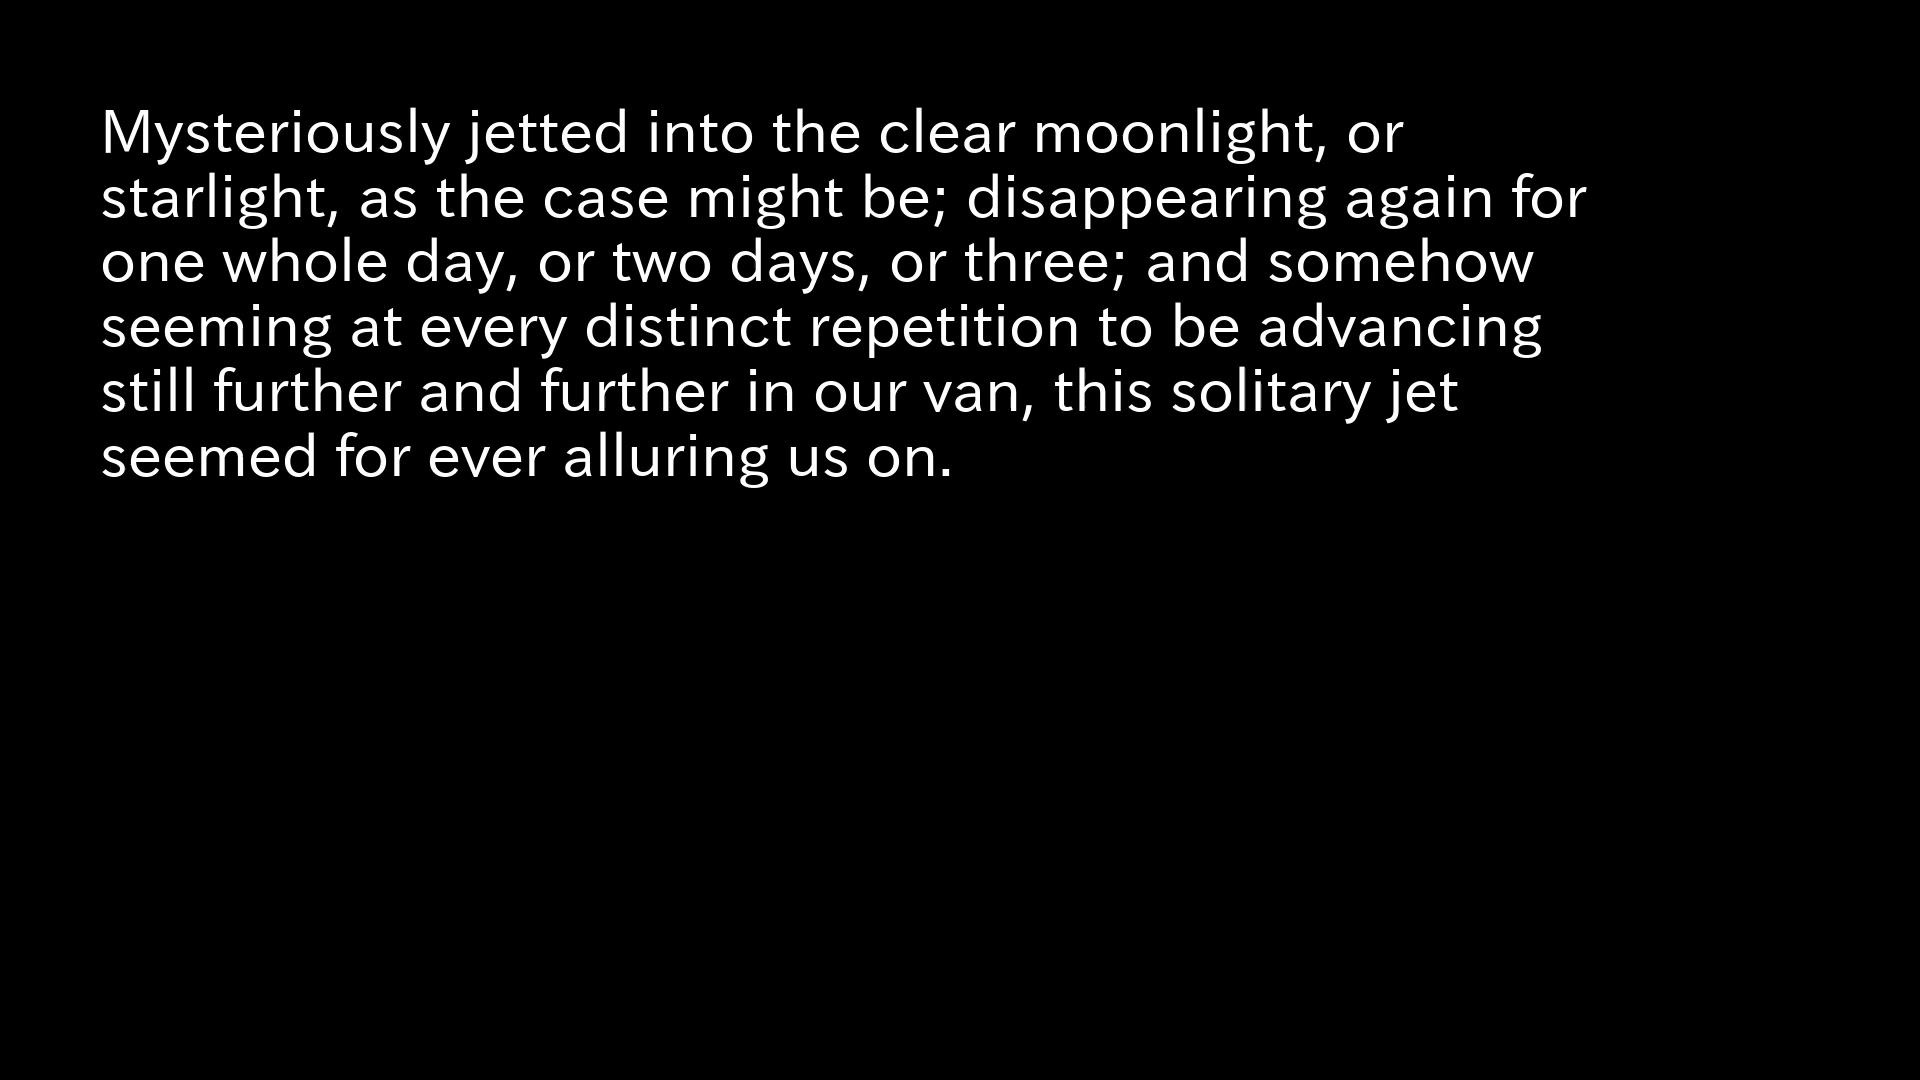 Mysteriously jetted into the clear moonlight, or
starlight, as the case might be; disappearing again for
one whole day, or two days, or three; and somehow
seeming at every distinct repetition to be advancing
still further and further in our van, this solitary jet
seemed for ever alluring us on.